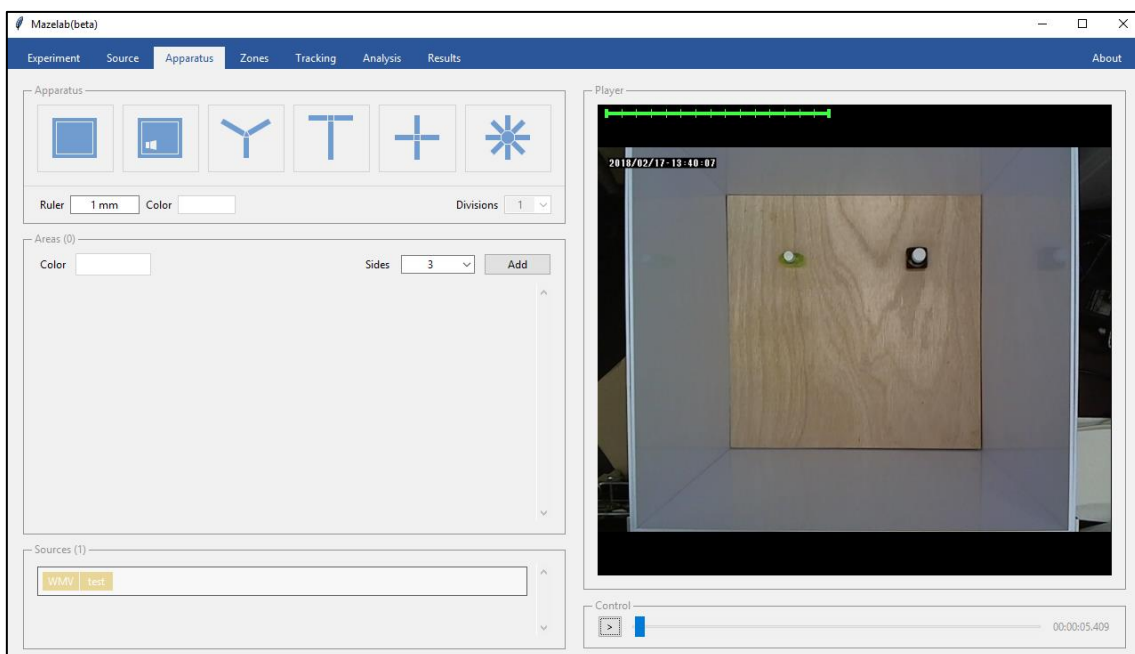 Mazelab(beta)
Experiment Source Apparatus Zones Tracking Analysis Results About
Apparatus
Ruler 1 mm Color Divisions 1
Areas (0)
Color Sides 3 Add
Sources (1)
WMV test
Player
2018/02/17-13:40:07
Control
> 00:00:05.409